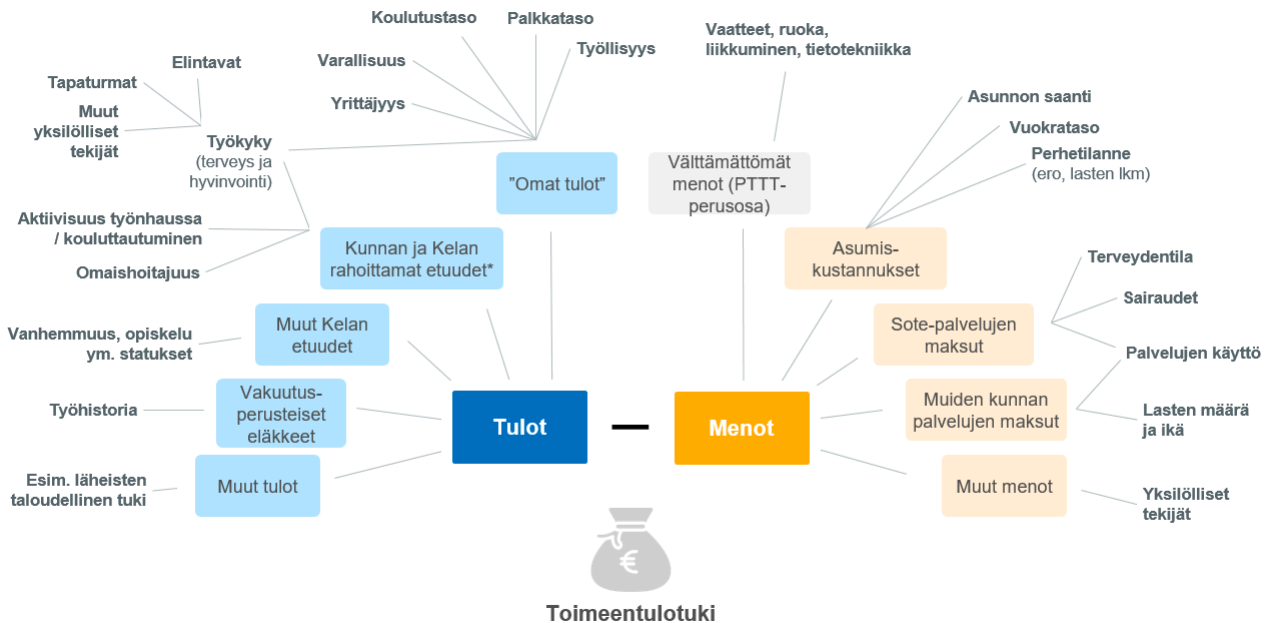 Koulutustaso
Palkkataso
Työllisyys
Varallisuus
Yrittäjyys
Elintavat
Tapaturmat
Muut
yksilölliset
tekijät
Työkyky
(terveys ja
hyvinvointi)
"Omat tulot"
Aktiivisuus työnhaussa
/ kouluttautuminen
Omaishoitajuus
Kunnan ja Kelan
rahoittamat etuudet*
Vanhemmuus, opiskelu
ym. statukset
Muut Kelan
etuudet
Työhistoria
Vakuutus-
perusteiset
eläkkeet
Esim. läheisten
taloudellinen tuki
Muut tulot
Tulot
—
Menot
Vaatteet, ruoka,
liikkuminen, tietotekniikka
Välttämättömät
menot (PTTT-
perusosa)
Asunnon saanti
Vuokrataso
Perhetilanne
(ero, lasten lkm)
Asumis-
kustannukset
Terveydentila
Sairaudet
Palvelujen käyttö
Sote-palvelujen
maksut
Muiden kunnan
palvelujen maksut
Lasten määrä
ja ikä
Muut menot
Yksilölliset
tekijät
€
Toimeentulotuki